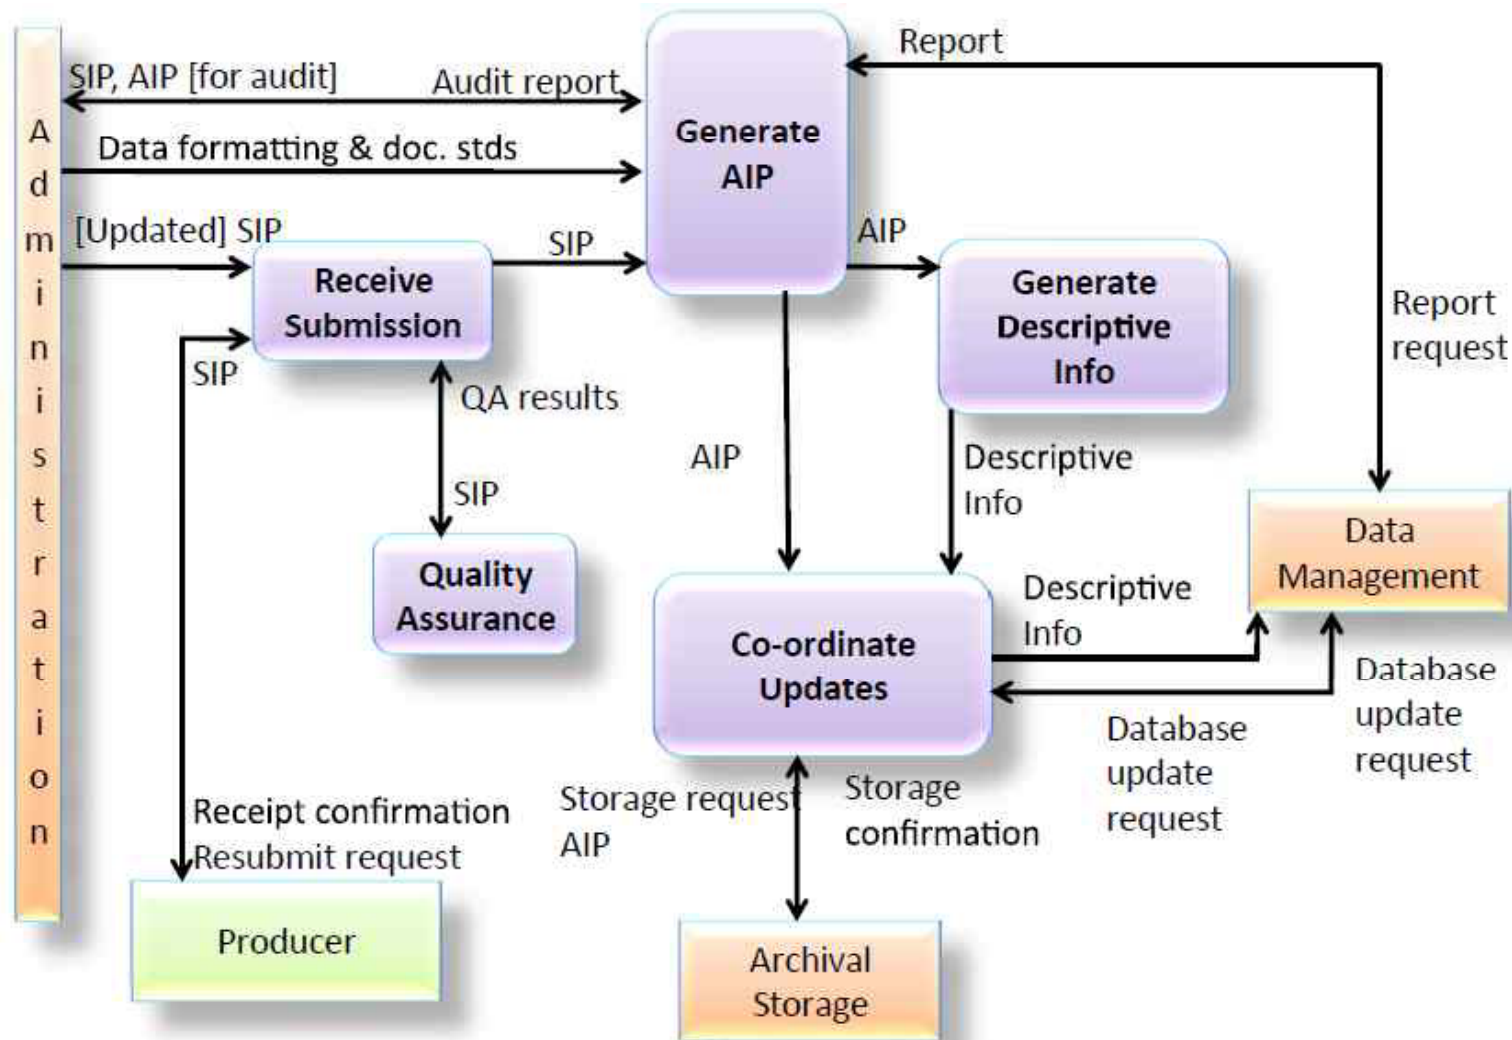 Administration
SIP, AIP [for audit]
Audit report
Data formatting & doc. stds
[Updated] SIP
Receive
Submission
SIP
Generate
AIP
Report
AIP
Generate
Descriptive
Info
Report
request
SIP
QA results
SIP
Quality
Assurance
AIP
Descriptive
Info
Data
Management
Co-ordinate
Updates
Descriptive
Info
Database
update
request
Database
update
request
Receipt confirmation
Resubmit request
Producer
Storage request
AIP
Storage
confirmation
Archival
Storage